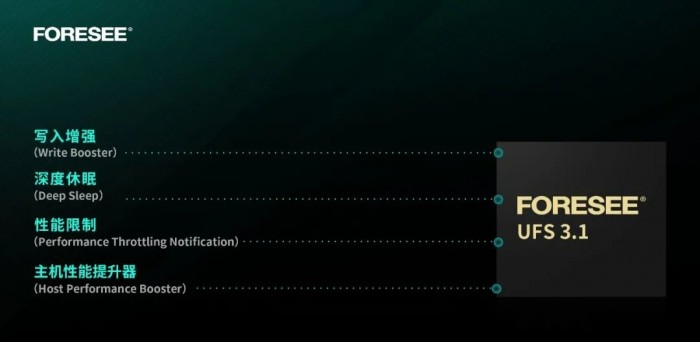 FORESEE®
写入增强
(Write Booster)
深度休眠
(Deep Sleep)
性能限制
(Performance Throttling Notification)
主机性能提升器
(Host Performance Booster)
FORESEE®
UFS 3.1